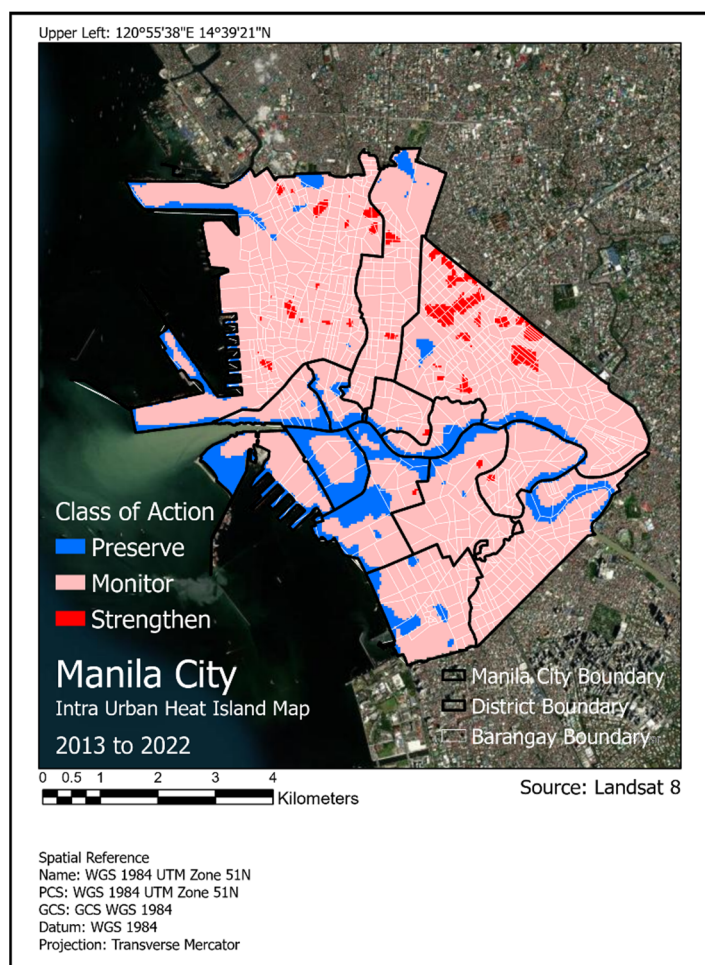 Upper Left: 120°55'38"E 14°39'21"N
Class of Action
Preserve
Monitor
Strengthen
Manila City
Intra Urban Heat Island Map
2013 to 2022
Manila City Boundary
District Boundary
Barangay Boundary
0 0.5 1 2 3 4
Kilometers
Source: Landsat 8
Spatial Reference
Name: WGS 1984 UTM Zone 51N
PCS: WGS 1984 UTM Zone 51N
GCS: GCS WGS 1984
Datum: WGS 1984
Projection: Transverse Mercator